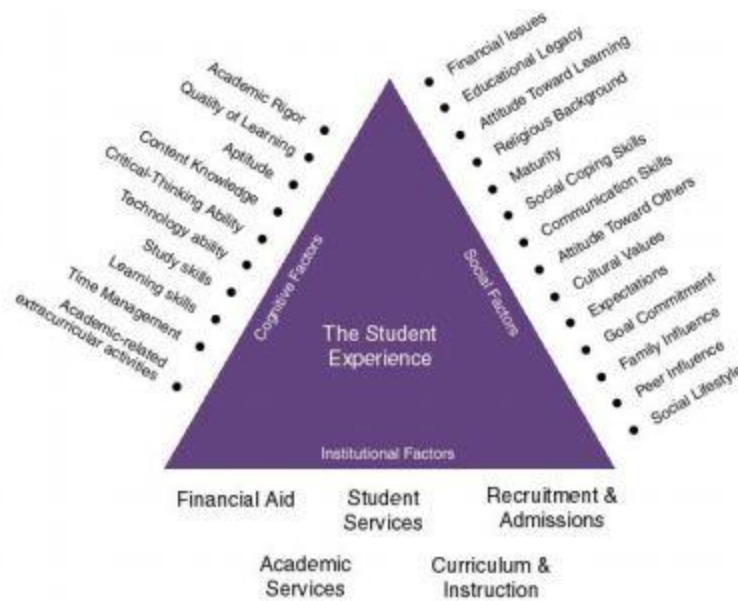 Academic Rigor
Quality of Learning
Aptitude
Content Knowledge
Critical-Thinking Ability
Technology ability
Study skills
Learning skills
Time Management
Academic-related
extracurricular activities
Cognitive Factors
Financial Issues
Educational Legacy
Attitude Toward Learning
Religious Background
Maturity
Social Coping Skills
Communication Skills
Attitude Toward Others
Cultural Values
Expectations
Goal Commitment
Family Influence
Peer Influence
Social Lifestyle
Social Factors
The Student
Experience
Institutional Factors
Financial Aid
Student
Services
Recruitment &
Admissions
Academic
Services
Curriculum &
Instruction